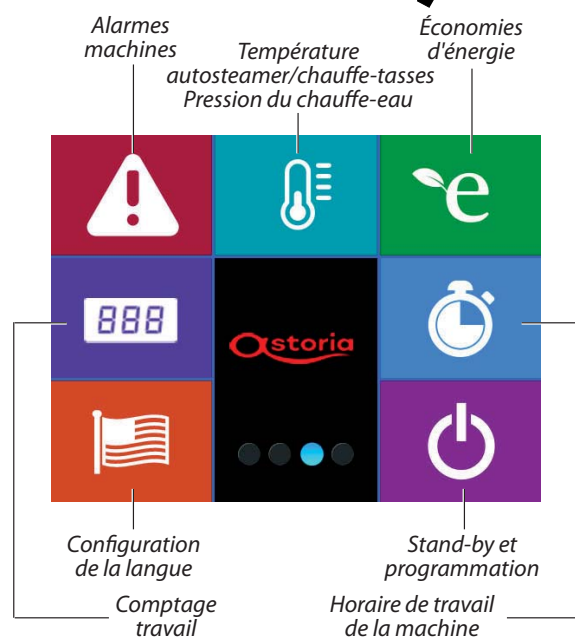 Alarmes
machines
Température
autosteamer/chauffe-tasses
Pression du chauffe-eau
Économies
d'énergie
e
888
astoria
Configuration
de la langue
Stand-by et
programmation
Comptage
travail
Horaire de travail
de la machine